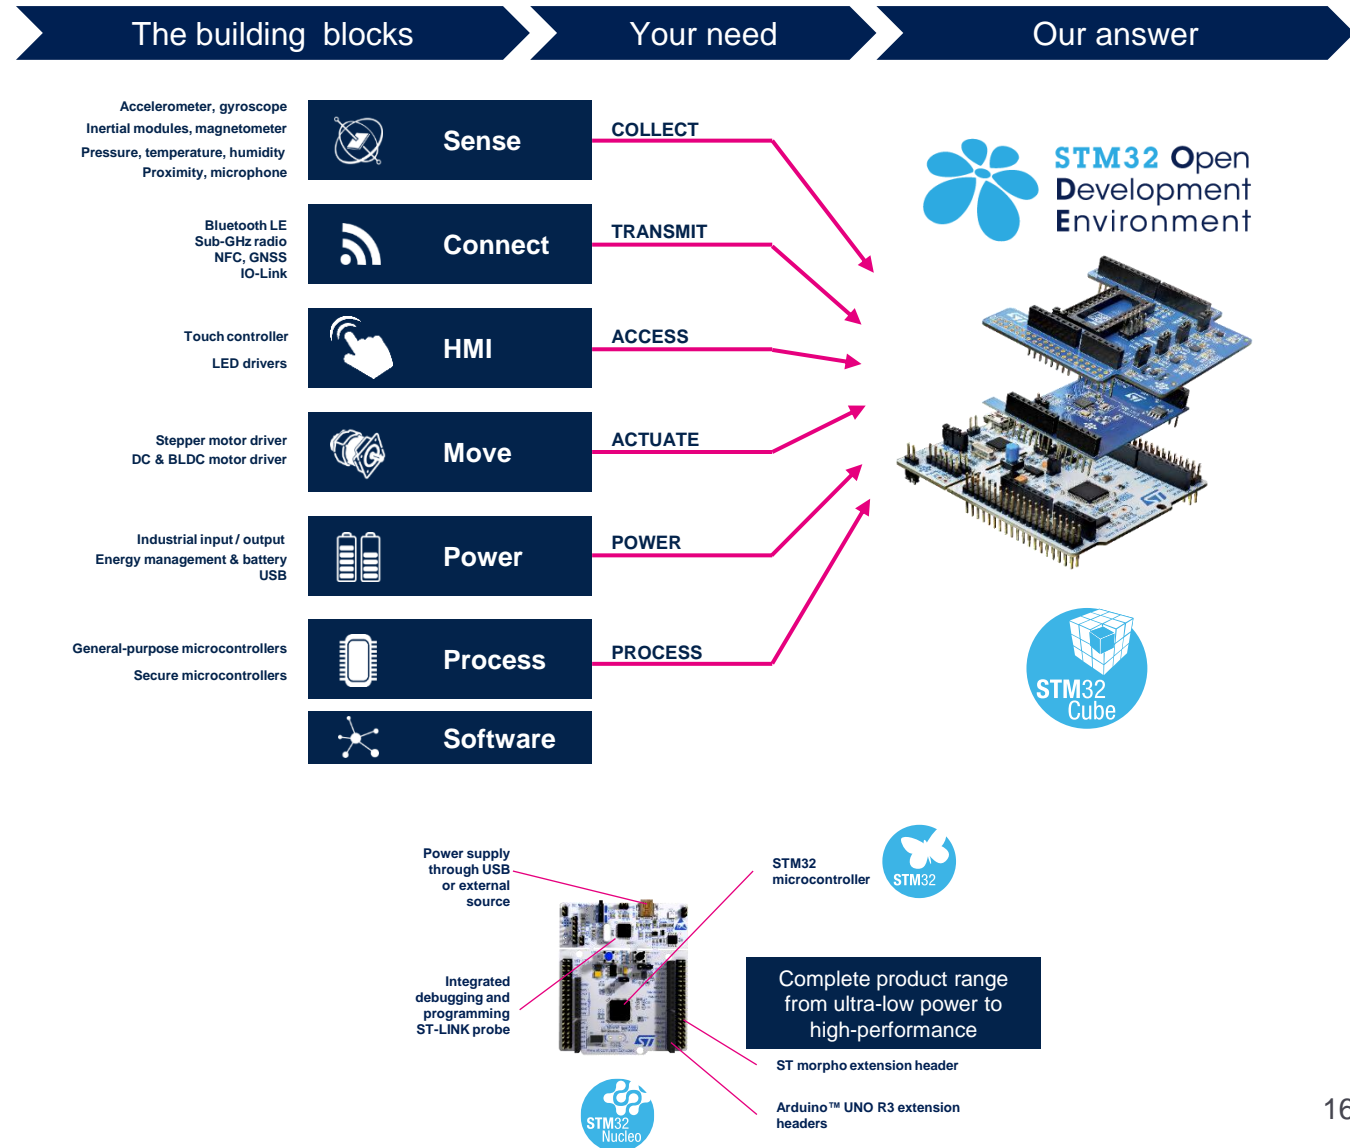 The building blocks
Your need
Our answer
Accelerometer, gyroscope
Inertial modules, magnetometer
Pressure, temperature, humidity
Proximity, microphone
Sense
COLLECT
STM32 Open
Development
Environment
Bluetooth LE
Sub-GHz radio
NFC, GNSS
IO-Link
Connect
TRANSMIT
Touch controller
LED drivers
HMI
ACCESS
Stepper motor driver
DC & BLDC motor driver
Move
ACTUATE
Industrial input / output
Energy management & battery
USB
Power
POWER
General-purpose microcontrollers
Secure microcontrollers
Process
PROCESS
STM32
Cube
Software
Power supply
through USB
or external
source
STM32
microcontroller
STM32
Integrated
debugging and
programming
ST-LINK probe
Complete product range
from ultra-low power to
high-performance
ST morpho extension header
Arduino™ UNO R3 extension
headers
STM32
Nucleo
16